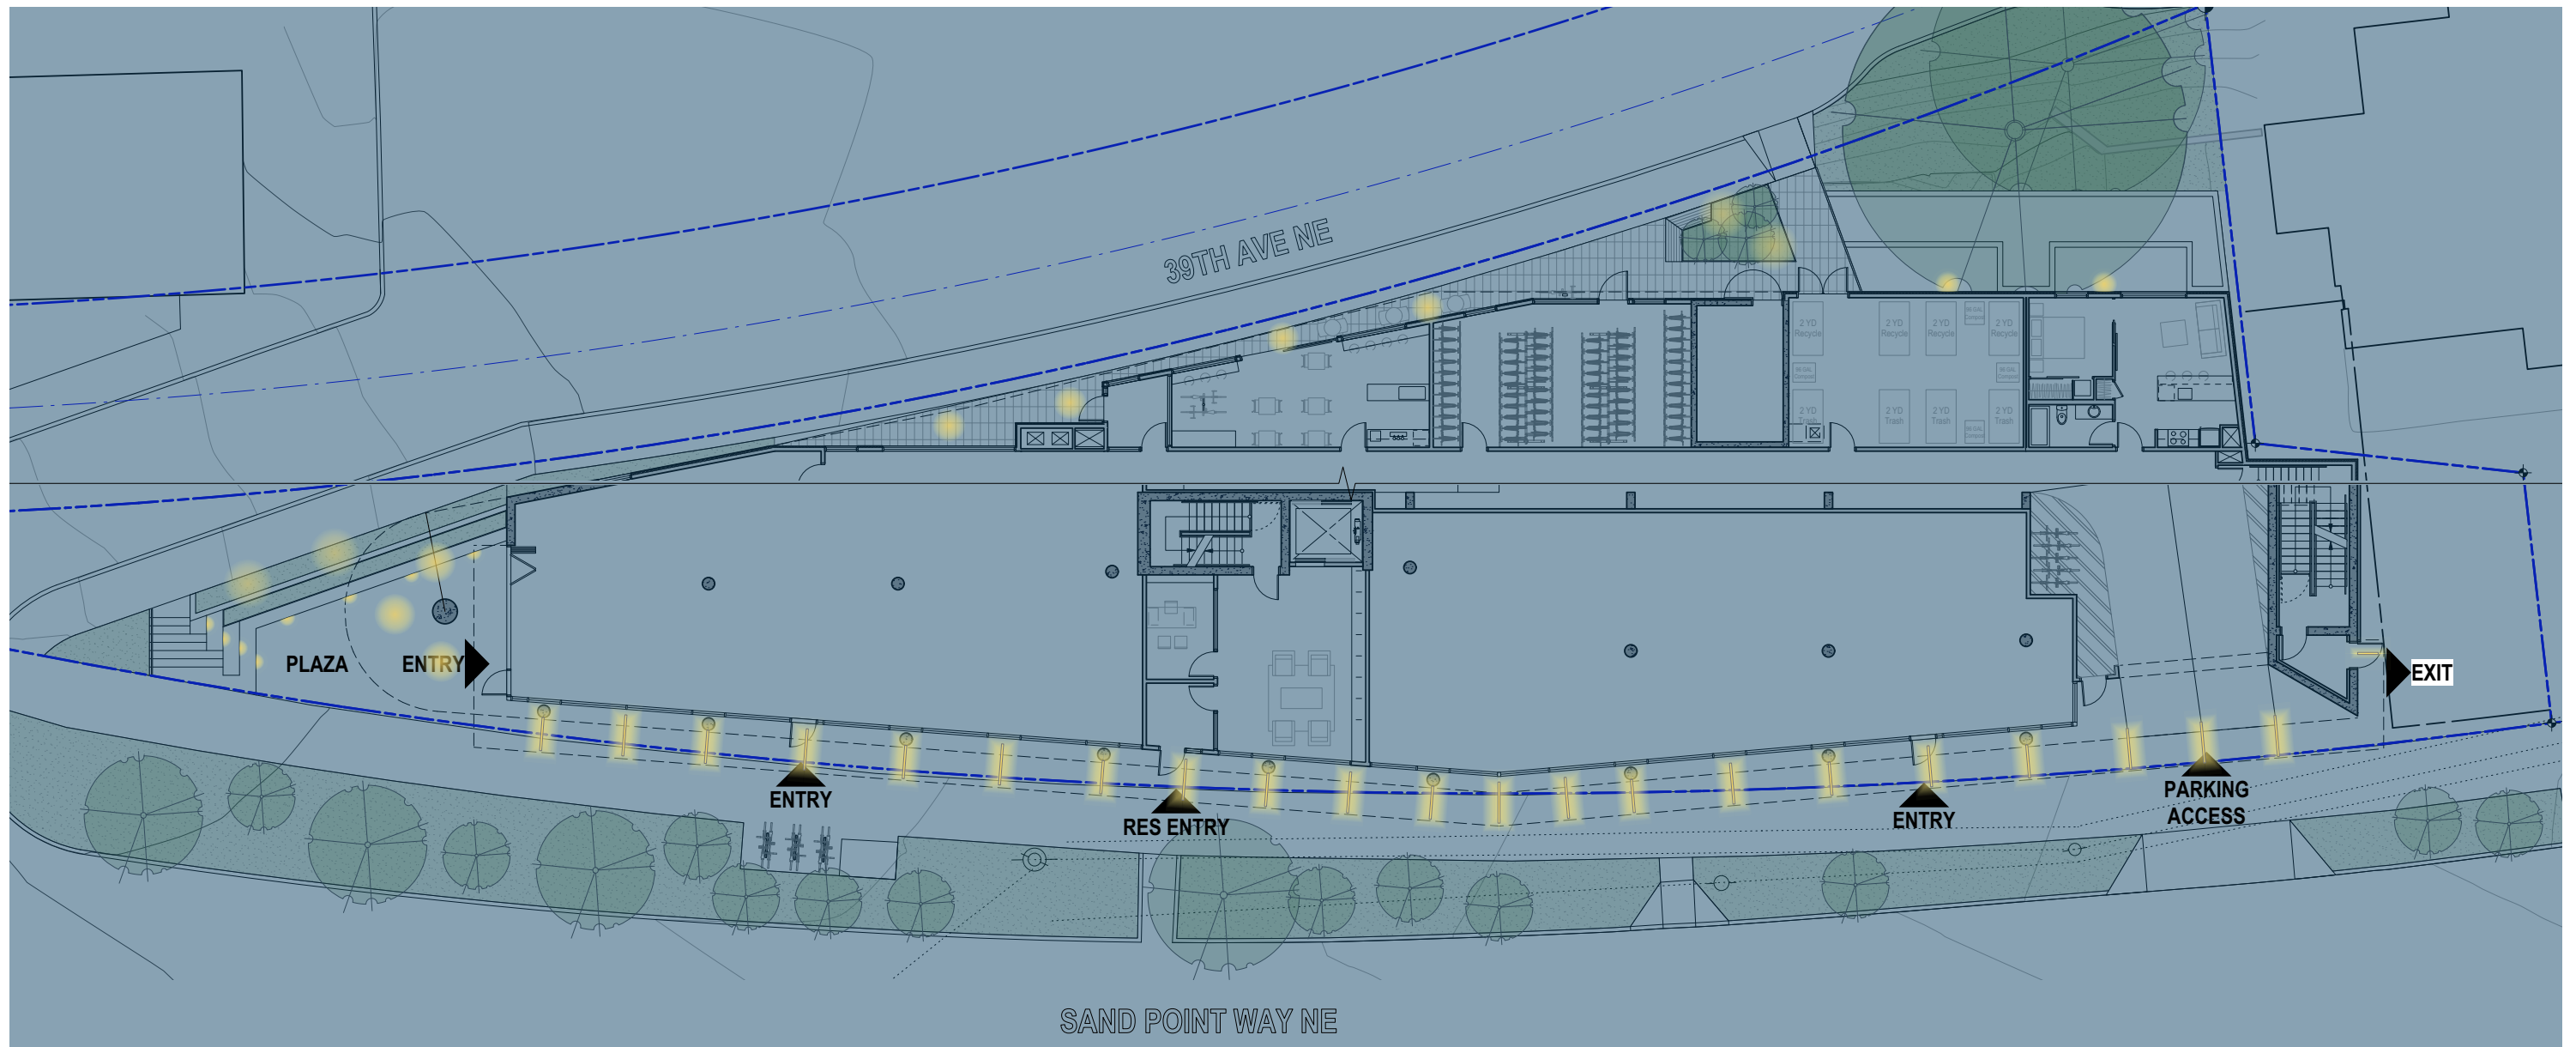 39TH AVE NE
2 YD
Recycle
2 YD
Recycle
2 YD
Recycle
2 YD
Recycle
2 YD
Trash
2 YD
Trash
2 YD
Trash
2 YD
Trash
PLAZA
ENTRY
EXIT
ENTRY
RES ENTRY
ENTRY
PARKING
ACCESS
SAND POINT WAY NE